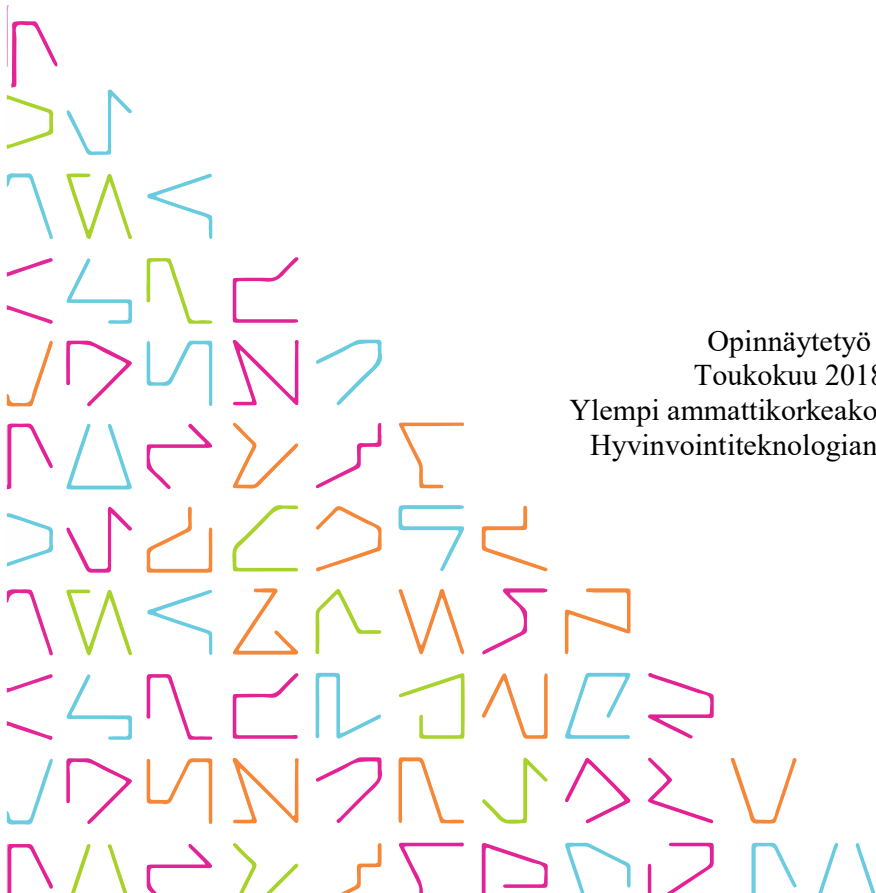 Opinnäytetyö
Toukokuu 2018
Ylempi ammattikorkeako
Hyvinvointiteknologian